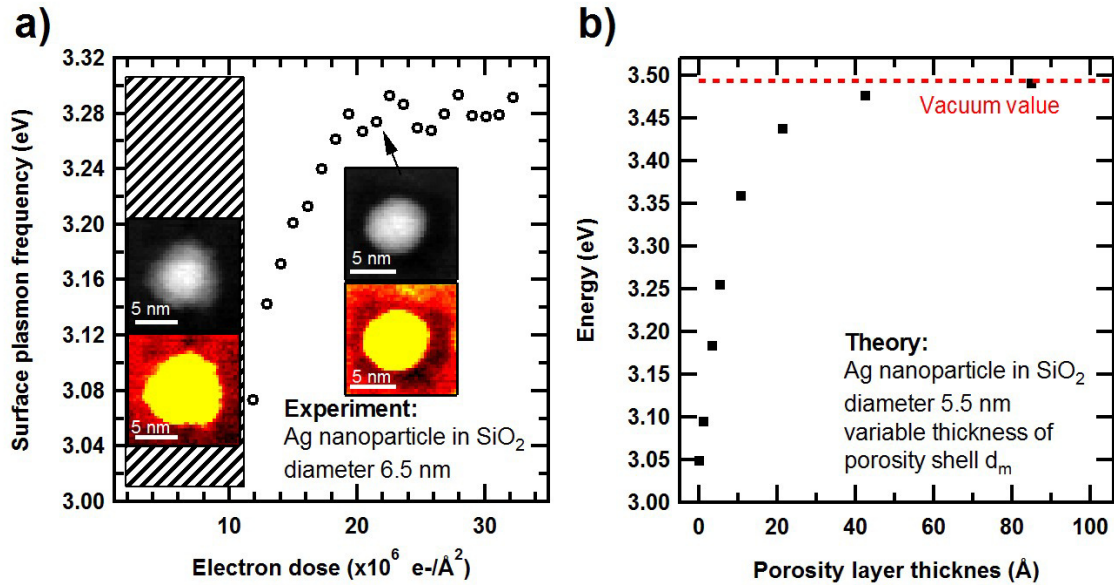 a)
3.32
3.28
3.24
3.20
3.16
3.12
3.08
3.04
3.00
Surface plasmon frequency (eV)
5 nm
5 nm
5 nm
5 nm
Experiment:
Ag nanoparticle in SiO₂
diameter 6.5 nm
10 20 30
Electron dose (x10⁶ e-/Å²)
b)
3.50
3.45
3.40
3.35
3.30
3.25
3.20
3.15
3.10
3.05
3.00
Energy (eV)
Vacuum value
Theory:
Ag nanoparticle in SiO₂
diameter 5.5 nm
variable thickness of
porosity shell dₘ
0 20 40 60 80 100
Porosity layer thicknes (Å)